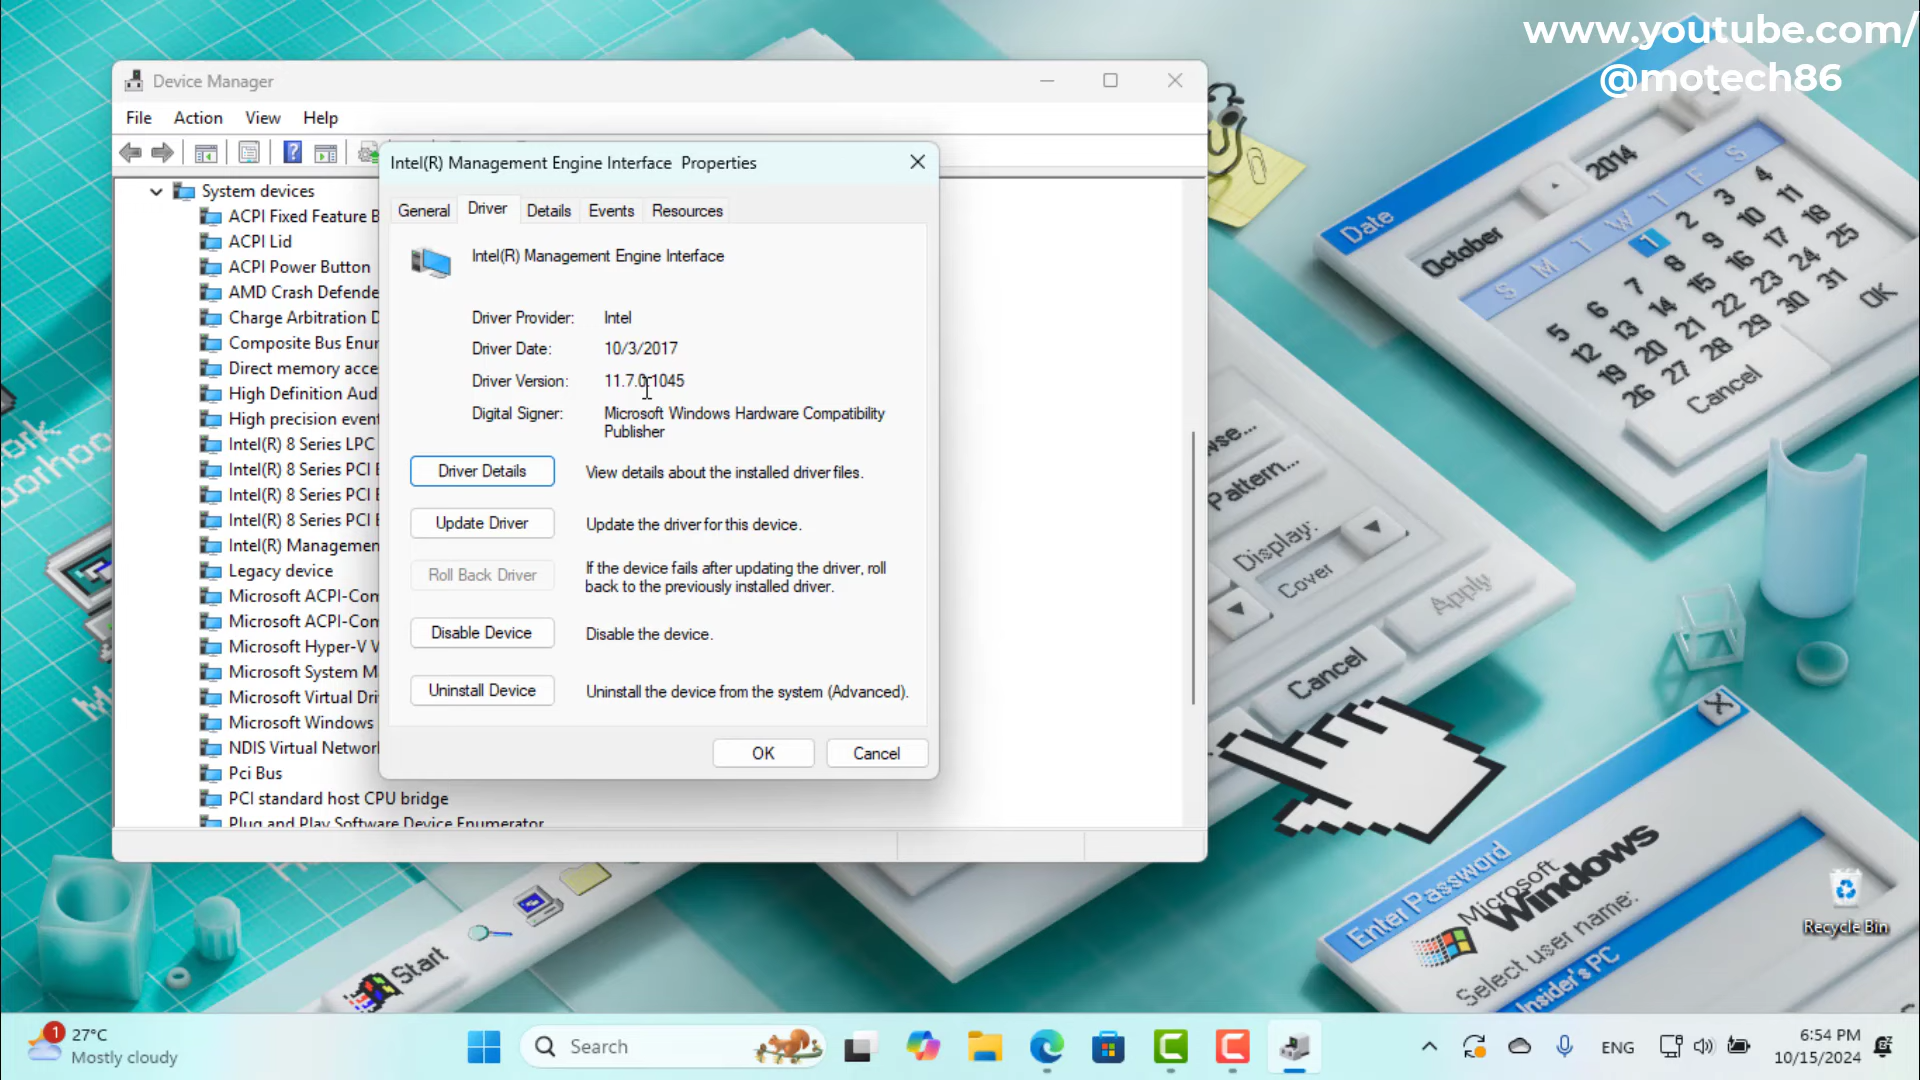 www.youtube.com/
@motech86
Device Manager
File Action View Help
Intel(R) Management Engine Interface Properties
General Driver Details Events Resources
Intel(R) Management Engine Interface
Driver Provider: Intel
Driver Date: 10/3/2017
Driver Version: 11.7.0.1045
Digital Signer: Microsoft Windows Hardware Compatibility
Publisher
Driver Details View details about the installed driver files.
Update Driver Update the driver for this device.
Roll Back Driver If the device fails after updating the driver, roll
back to the previously installed driver.
Disable Device Disable the device.
Uninstall Device Uninstall the device from the system (Advanced).
OK Cancel
System devices
ACPI Fixed Feature B
ACPI Lid
ACPI Power Button
AMD Crash Defende
Charge Arbitration D
Composite Bus Enur
Direct memory acce
High Definition Aud
High precision event
Intel(R) 8 Series LPC
Intel(R) 8 Series PCI E
Intel(R) 8 Series PCI E
Intel(R) 8 Series PCI E
Intel(R) Managemen
Legacy device
Microsoft ACPI-Con
Microsoft ACPI-Con
Microsoft Hyper-V V
Microsoft System M
Microsoft Virtual Dri
Microsoft Windows
NDIS Virtual Network
Pci Bus
PCI standard host CPU bridge
Plug and Play Software Device Enumerator
Date
October
2014
S M T W T F S
1 2 3 4
5 6 7 8 9 10 11
12 13 14 15 16 17 18
19 20 21 22 23 24 25
26 27 28 29 30 31
Cancel
OK
Pattern...
Display:
Cover
Apply
Cancel
Enter Password
Microsoft
Windows
Select user name:
Insider's PC
Start
Recycle Bin
1
27°C
Mostly cloudy
Search
ENG
6:54 PM
10/15/2024